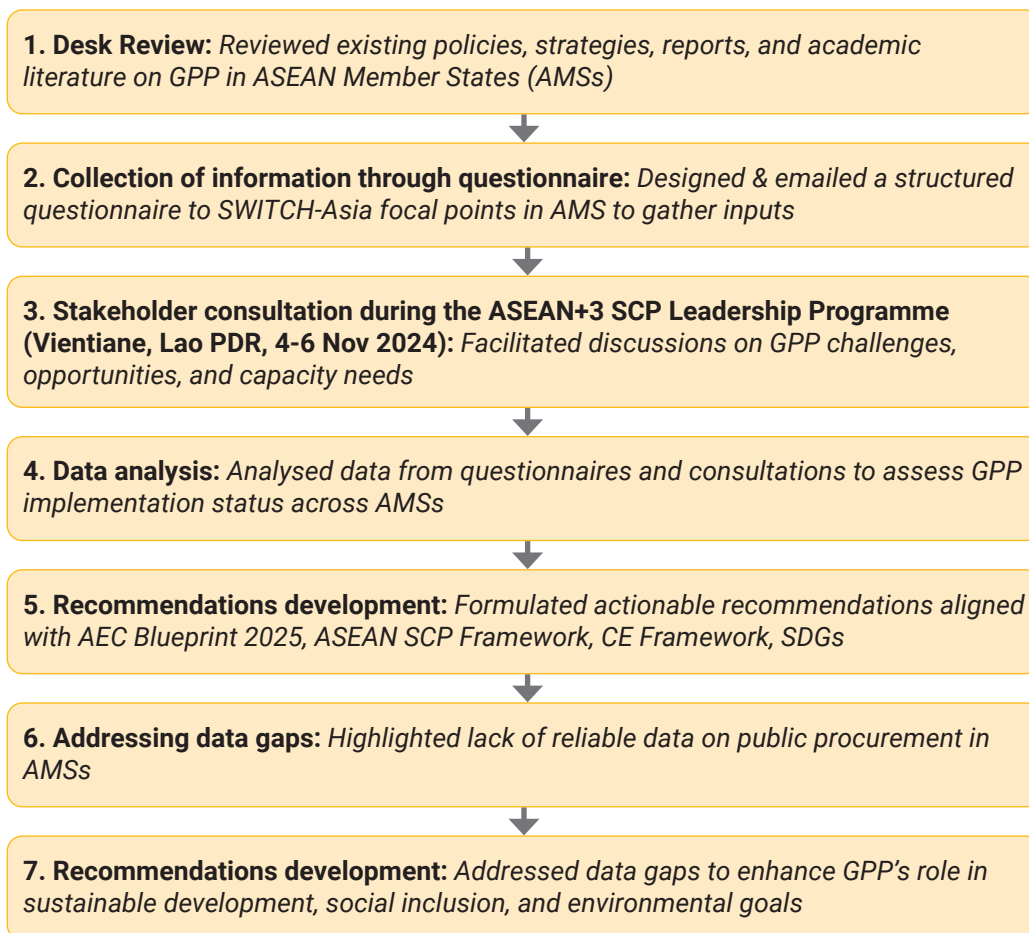 1. Desk Review: Reviewed existing policies, strategies, reports, and academic
literature on GPP in ASEAN Member States (AMSs)
2. Collection of information through questionnaire: Designed & emailed a structured
questionnaire to SWITCH-Asia focal points in AMS to gather inputs
3. Stakeholder consultation during the ASEAN+3 SCP Leadership Programme
(Vientiane, Lao PDR, 4-6 Nov 2024): Facilitated discussions on GPP challenges,
opportunities, and capacity needs
4. Data analysis: Analysed data from questionnaires and consultations to assess GPP
implementation status across AMSs
5. Recommendations development: Formulated actionable recommendations aligned
with AEC Blueprint 2025, ASEAN SCP Framework, CE Framework, SDGs
6. Addressing data gaps: Highlighted lack of reliable data on public procurement in
AMSs
7. Recommendations development: Addressed data gaps to enhance GPP’s role in
sustainable development, social inclusion, and environmental goals